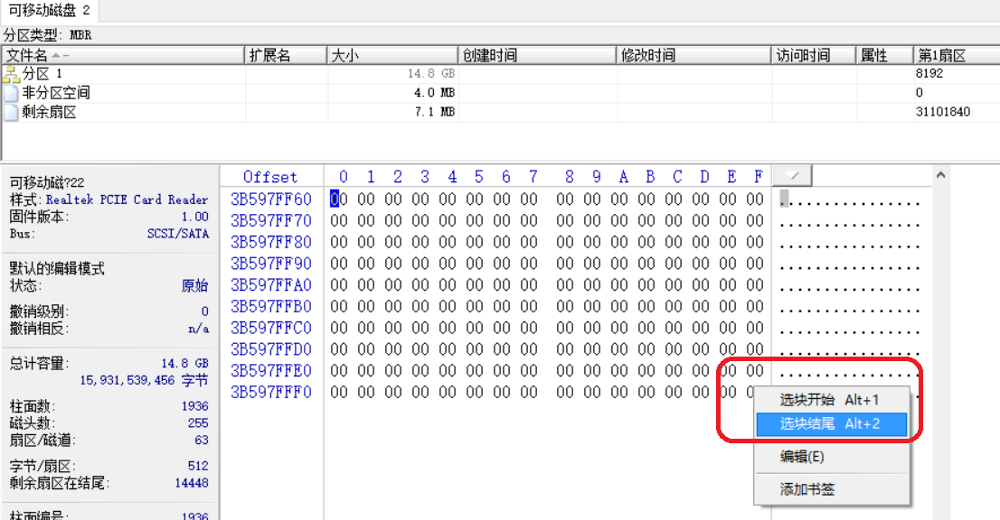 可移动磁盘 2
分区类型: MBR
文件名 扩展名 大小 创建时间 修改时间 访问时间 属性 第1扇区
分区 1 14.8 GB 8192
非分区空间 4.0 MB 0
剩余扇区 7.1 MB 31101840
可移动磁?22
样式: Realtek PCIE Card Reader
固件版本: 1.00
Bus: SCSI/SATA
默认的编辑模式
状态: 原始
撤销级别: 0
撤销相反: n/a
总计容量: 14.8 GB
15,931,539,456 字节
柱面数: 1936
磁头数: 255
扇区/磁道: 63
字节/扇区: 512
剩余扇区在结尾: 14448
柱面编号: 1936
Offset 0 1 2 3 4 5 6 7 8 9 A B C D E F
3B597FF60 00 00 00 00 00 00 00 00 00 00 00 00 00 00 00 00 ................
3B597FF70 00 00 00 00 00 00 00 00 00 00 00 00 00 00 00 00 ................
3B597FF80 00 00 00 00 00 00 00 00 00 00 00 00 00 00 00 00 ................
3B597FF90 00 00 00 00 00 00 00 00 00 00 00 00 00 00 00 00 ................
3B597FFA0 00 00 00 00 00 00 00 00 00 00 00 00 00 00 00 00 ................
3B597FFB0 00 00 00 00 00 00 00 00 00 00 00 00 00 00 00 00 ................
3B597FFC0 00 00 00 00 00 00 00 00 00 00 00 00 00 00 00 00 ................
3B597FFD0 00 00 00 00 00 00 00 00 00 00 00 00 00 00 00 00 ................
3B597FFE0 00 00 00 00 00 00 00 00 00 00 00 00 00 00 00 00 ................
3B597FFF0 00 00 00 00 00 00 00 00 00 00 00 00 00 00 00 0
选块开始 Alt+1
选块结尾 Alt+2
编辑(E)
添加书签